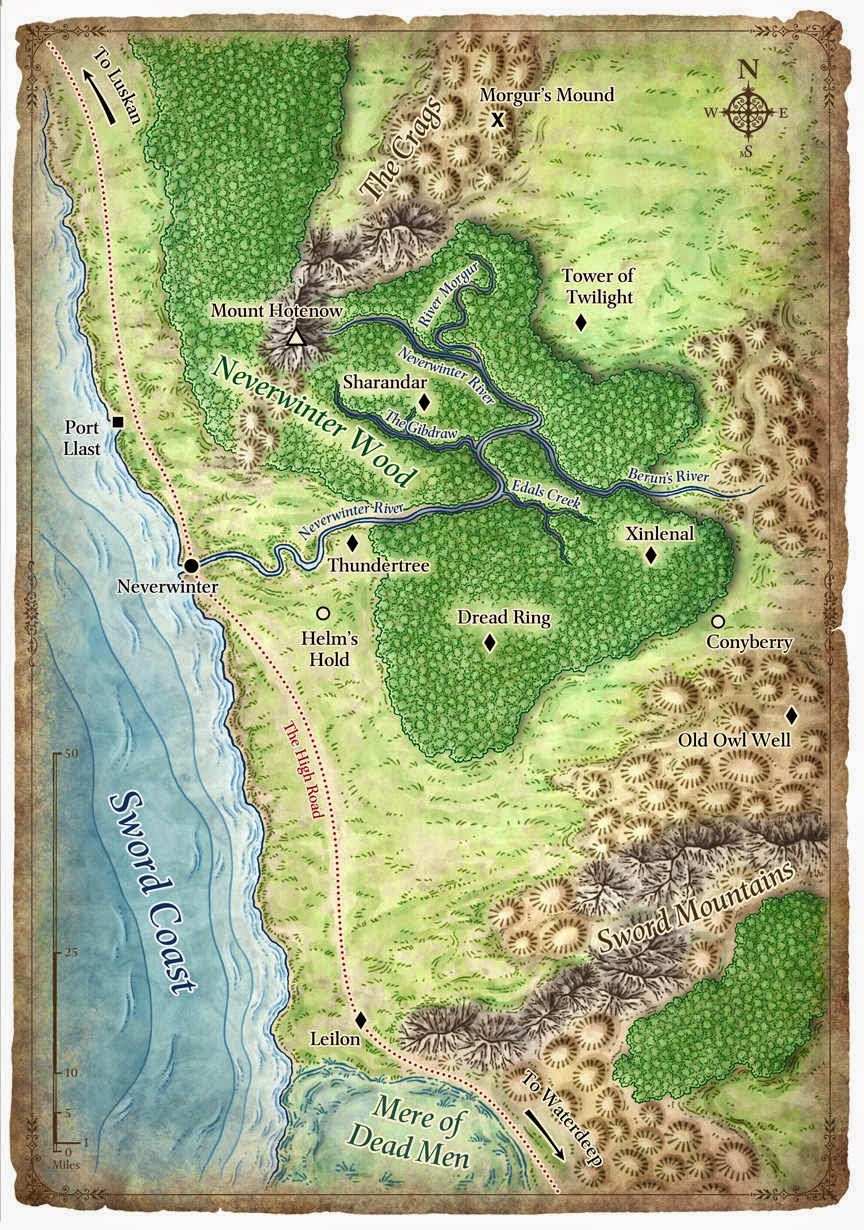 To Luskan
N
W
E
S
Morgur's Mound
X
The Crags
Tower of
Twilight
River Morgur
Mount Hotenow
Neverwinter River
Sharandar
Neverwinter Wood
The Gibdraw
Port
Llast
Berun's River
Edals Creek
Neverwinter River
Xinlenal
Thundertree
Neverwinter
Dread Ring
Helm's
Hold
Conyberry
Old Owl Well
The High Road
50
Sword Coast
Sword Mountains
25
Leilon
10
To Waterdeep
Mere of
Dead Men
5
1
0
Miles